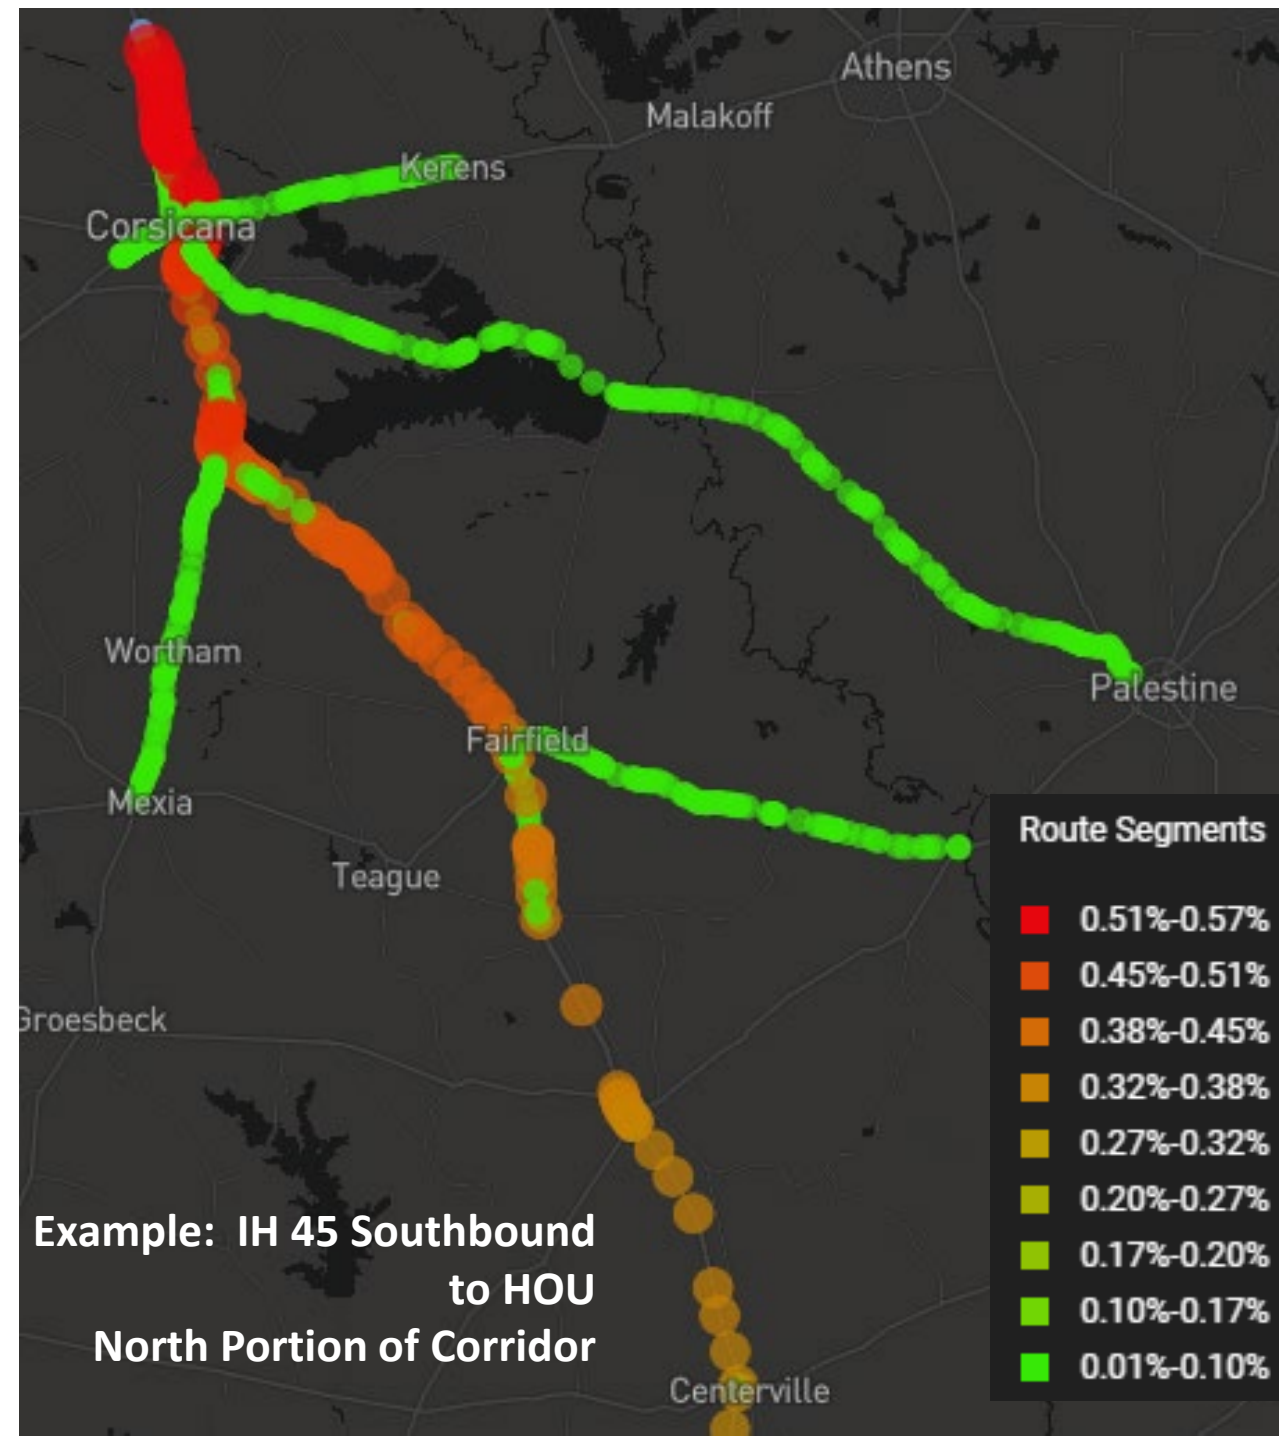 Athens
Malakoff
Kerens
Corsicana
Wortham
Palestine
Fairfield
Mexia
Teague
Groesbeck
Centerville
Route Segments
0.51%-0.57%
0.45%-0.51%
0.38%-0.45%
0.32%-0.38%
0.27%-0.32%
0.20%-0.27%
0.17%-0.20%
0.10%-0.17%
0.01%-0.10%
Example:  IH 45 Southbound
to HOU
North Portion of Corridor